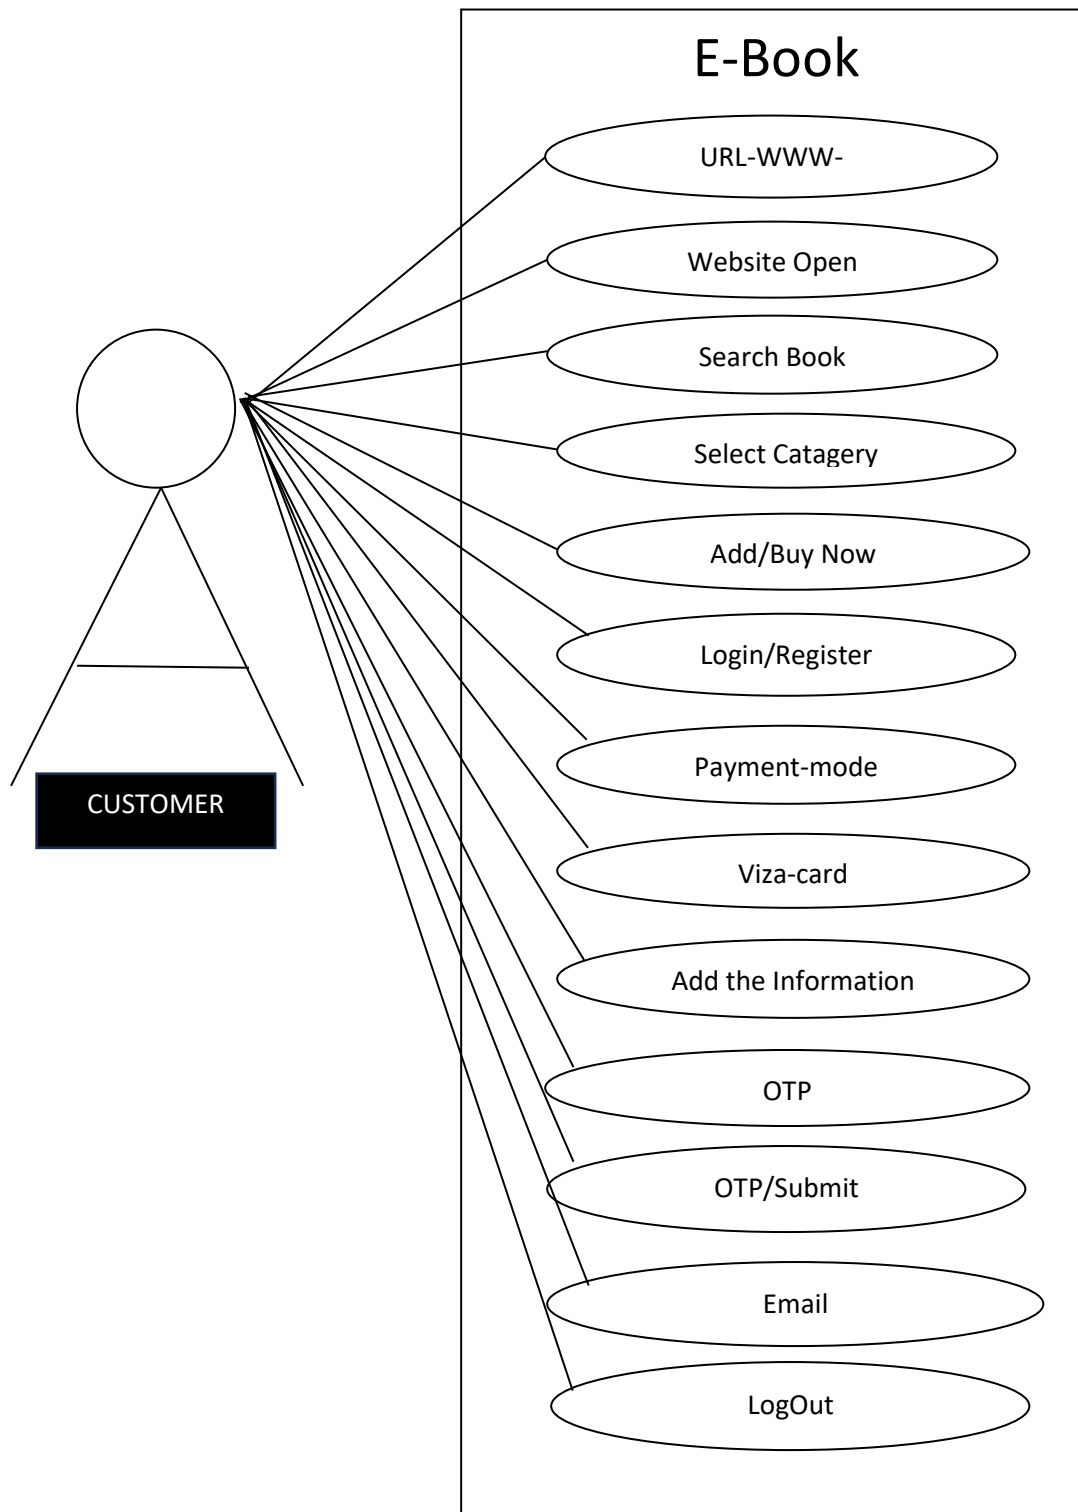 E-Book
URL-WWW-
Website Open
Search Book
Select Catagery
Add/Buy Now
Login/Register
Payment-mode
CUSTOMER
Viza-card
Add the Information
OTP
OTP/Submit
Email
LogOut